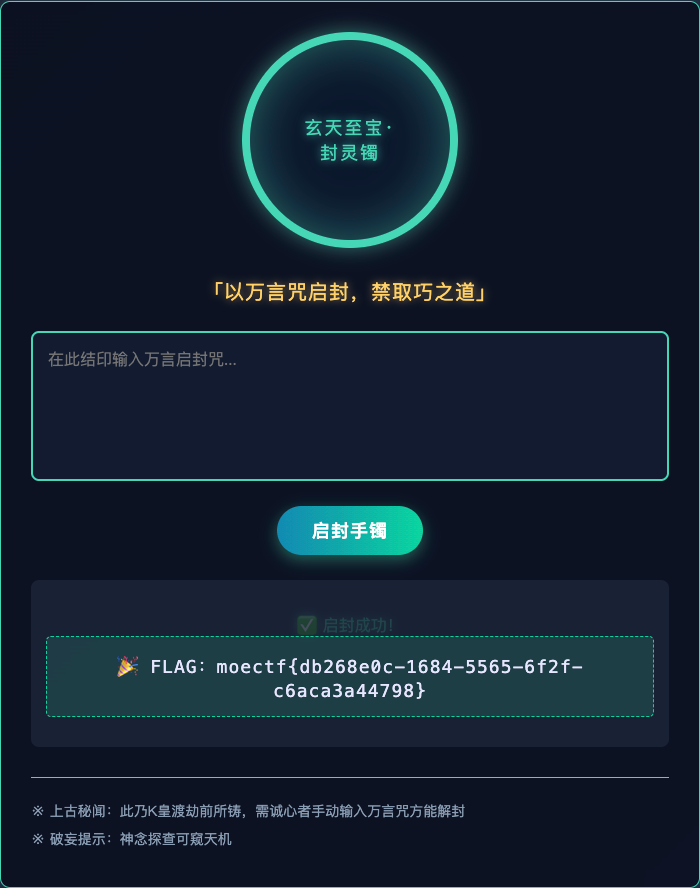 玄天至宝·
封灵镯
「以万言咒启封，禁取巧之道」
在此结印输入万言启封咒...
启封手镯
✅ 启封成功！
🎉 FLAG: moectf{db268e0c-1684-5565-6f2f-
c6aca3a44798}
※ 上古秘闻：此乃K皇渡劫前所铸，需诚心者手动输入万言咒方能解封
※ 破妄提示：神念探查可窥天机